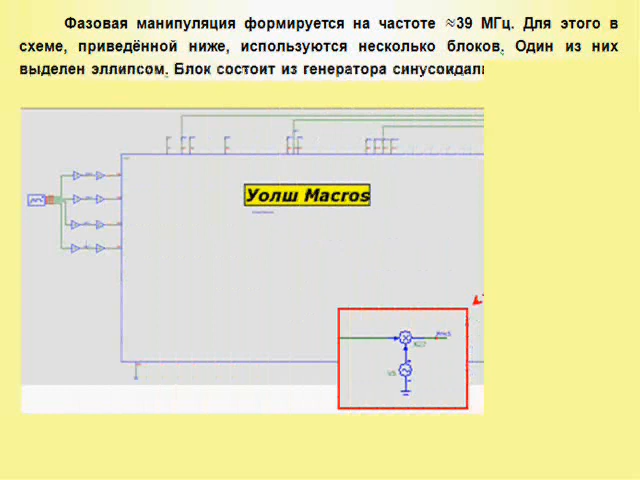 Фазовая манипуляция формируется на частоте ≈39 МГц. Для этого в
схеме, приведённой ниже, используются несколько блоков. Один из них
выделен эллипсом. Блок состоит из генератора
Уолш Macros